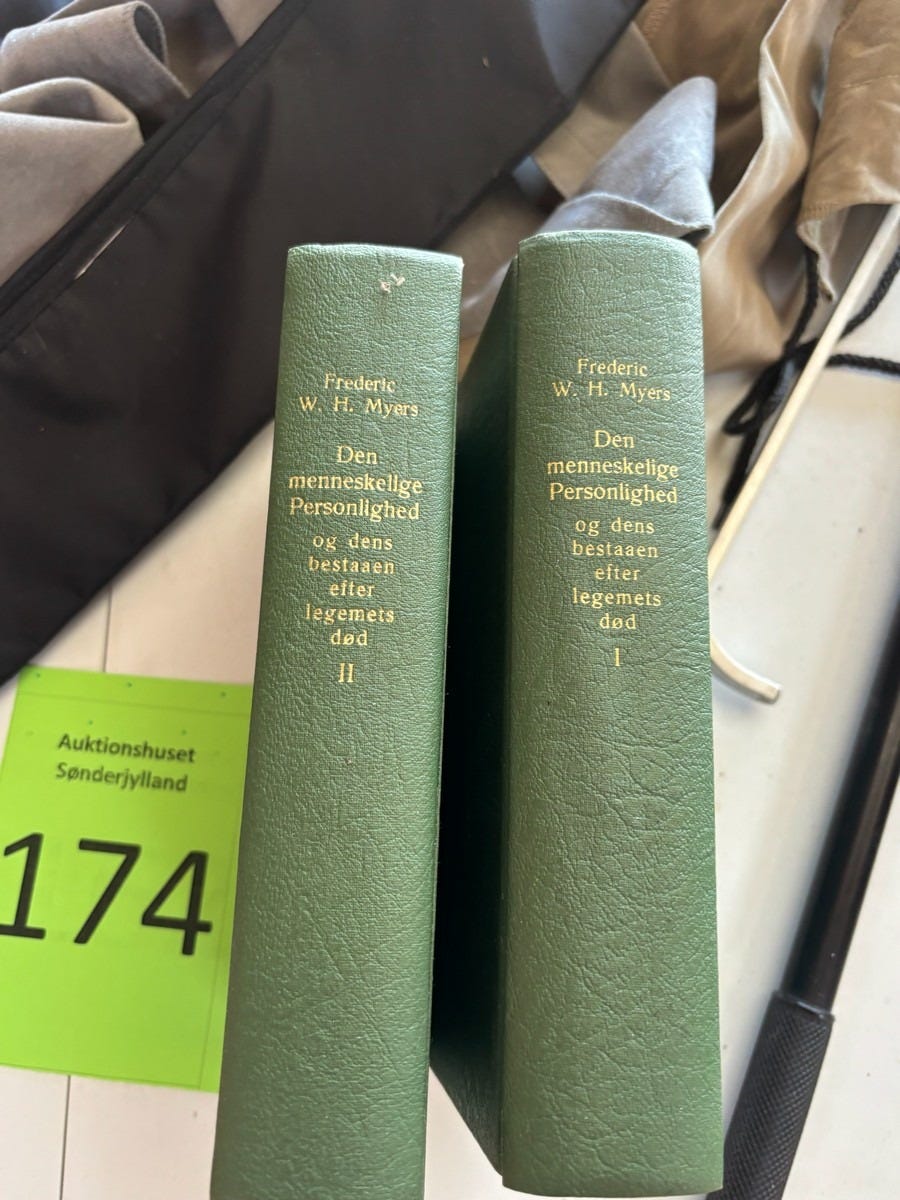 Frederic
W. H. Myers
Den
menneskelige
Personlighed
og dens
bestaaen
efter
legemets
død
II
Frederic
W. H. Myers
Den
menneskelige
Personlighed
og dens
bestaaen
efter
legemets
død
I
Auktionshuset
Sønderjylland
174